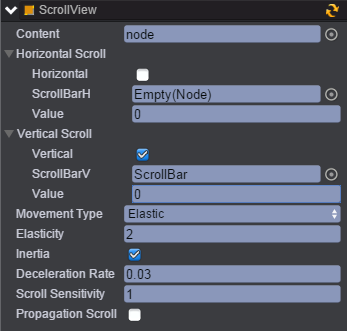 ScrollView
Content node
Horizontal Scroll
Horizontal
ScrollBarH Empty(Node)
Value 0
Vertical Scroll
Vertical
ScrollBarV ScrollBar
Value 0
Movement Type Elastic
Elasticity 2
Inertia
Deceleration Rate 0.03
Scroll Sensitivity 1
Propagation Scroll